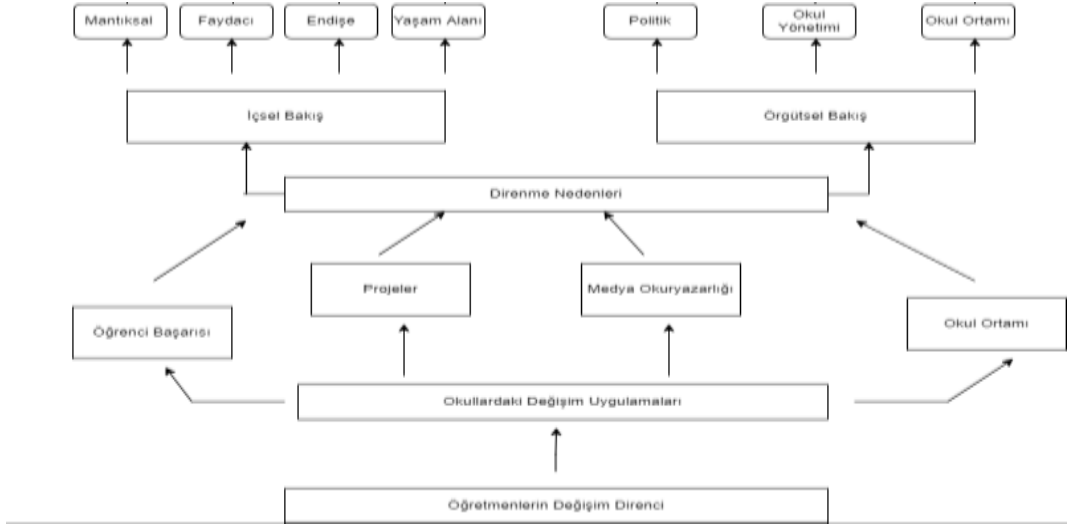 Mantıksal
Faydacı
Endişe
Yaşam Alanı
Politik
Okul
Yönetimi
Okul Ortamı
İçsel Bakış
Örgütsel Bakış
Direnme Nedenleri
Projeler
Medya Okuryazarlığı
Öğrenci Başarısı
Okul Ortamı
Okullardaki Değişim Uygulamaları
Öğretmenlerin Değişim Direnci